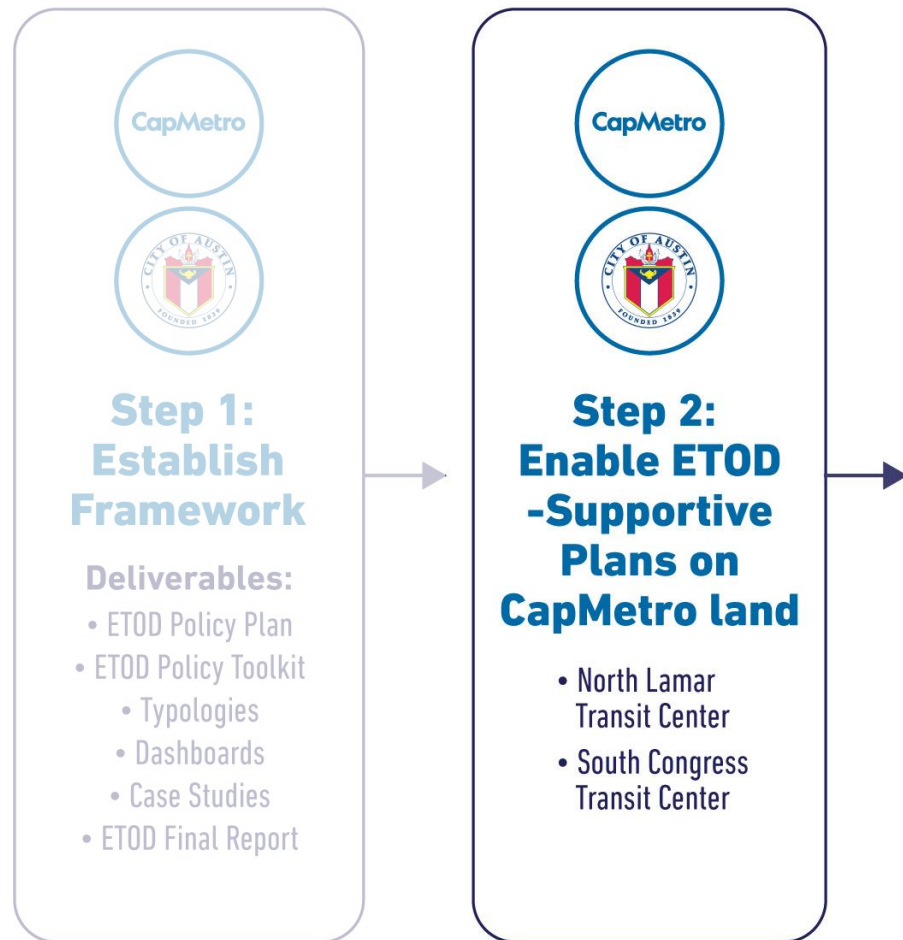 CapMetro
CITY OF AUSTIN
FOUNDED 1839
Step 1:
Establish
Framework
Deliverables:
• ETOD Policy Plan
• ETOD Policy Toolkit
• Typologies
• Dashboards
• Case Studies
• ETOD Final Report
CapMetro
CITY OF AUSTIN
FOUNDED 1839
Step 2:
Enable ETOD
-Supportive
Plans on
CapMetro land
• North Lamar
Transit Center
• South Congress
Transit Center